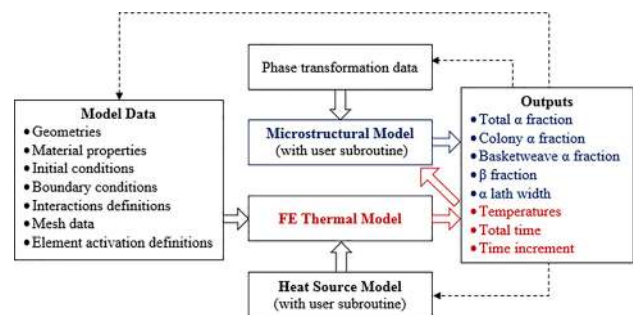 Phase transformation data
Model Data
•Geometries
•Material properties
•Initial conditions
•Boundary conditions
•Interactions definitions
•Mesh data
•Element activation definitions
Microstructural Model
(with user subroutine)
FE Thermal Model
Heat Source Model
(with user subroutine)
Outputs
•Total α fraction
•Colony α fraction
•Basketweave α fraction
•β fraction
•α lath width
•Temperatures
•Total time
•Time increment